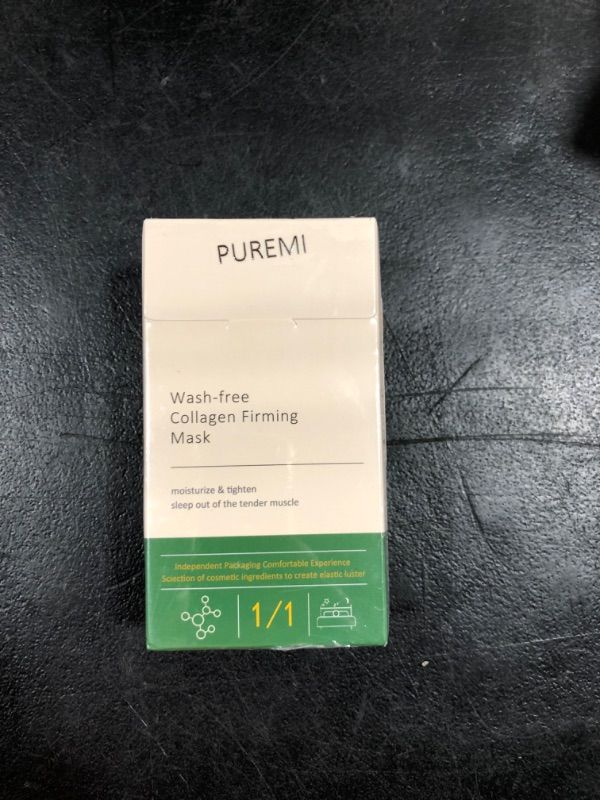 PUREMI
Wash-free
Collagen Firming
Mask
moisturize & tighten
sleep out of the tender muscle
Independent Packaging Comfortable Experience
Sciection of cosmetic ingredients to create elastic luster
1/1